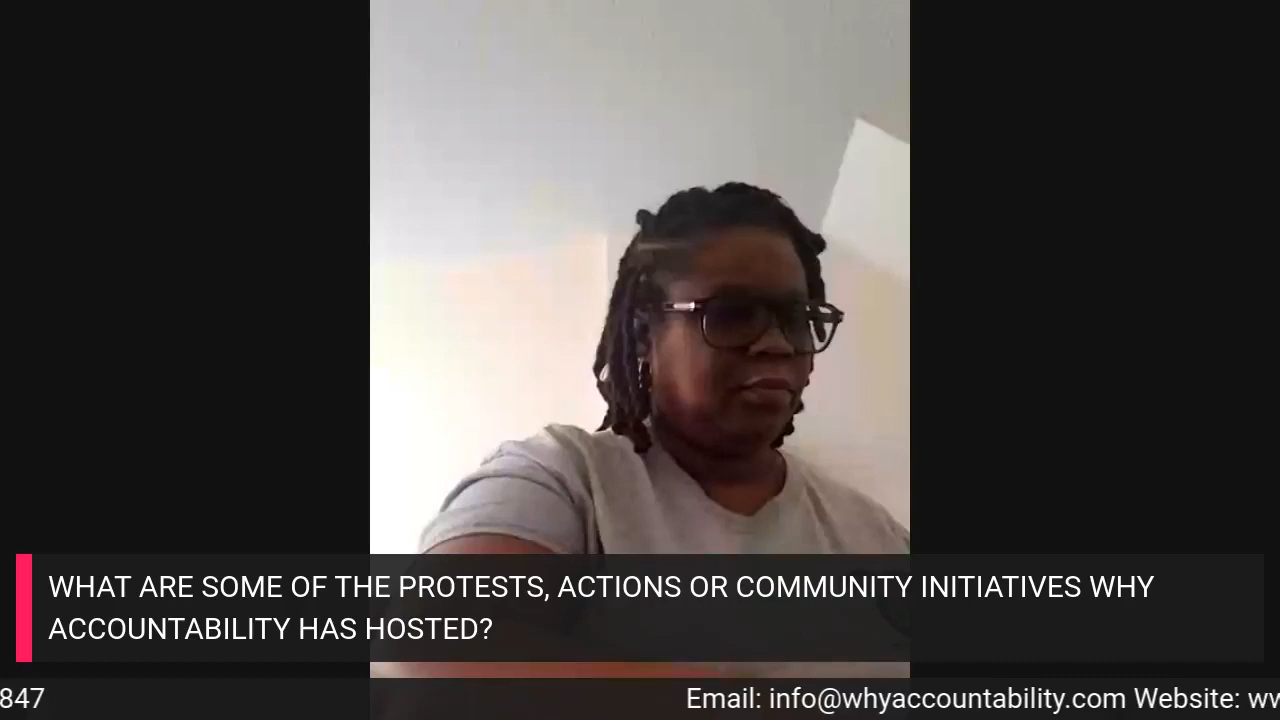 WHAT ARE SOME OF THE PROTESTS, ACTIONS OR COMMUNITY INITIATIVES WHY
ACCOUNTABILITY HAS HOSTED?
847 Email: info@whyaccountability.com Website: ww